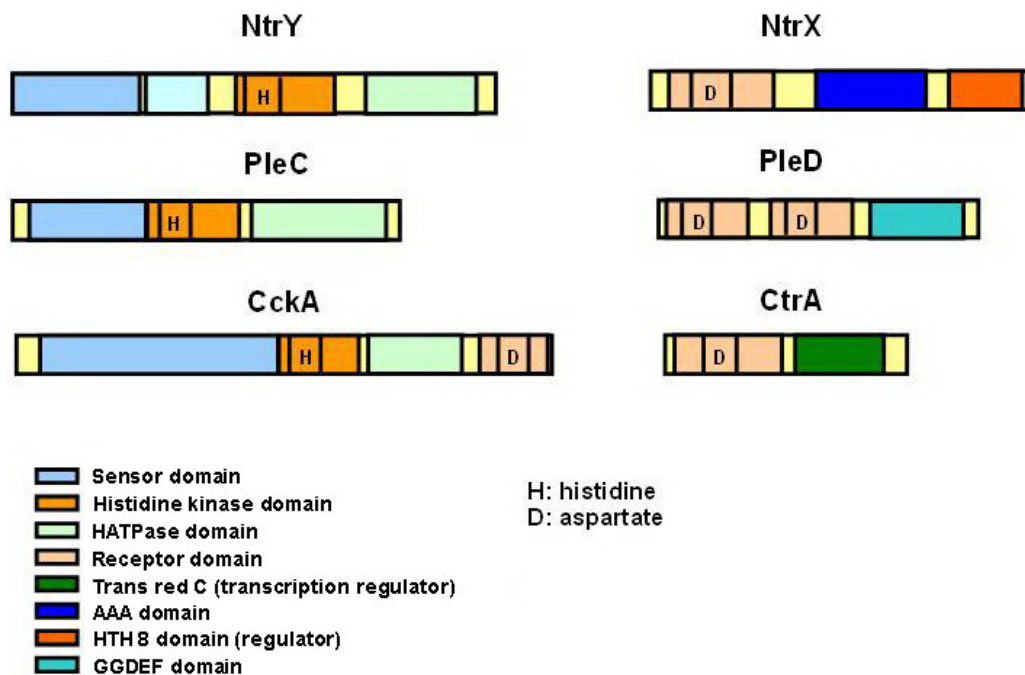 NtrY NtrX
H D
PleC PleD
H D D
CckA CtrA
H D D
Sensor domain
Histidine kinase domain
HATPase domain
Receptor domain
Trans red C (transcription regulator)
AAA domain
HTH 8 domain (regulator)
GGDEF domain
H: histidine
D: aspartate